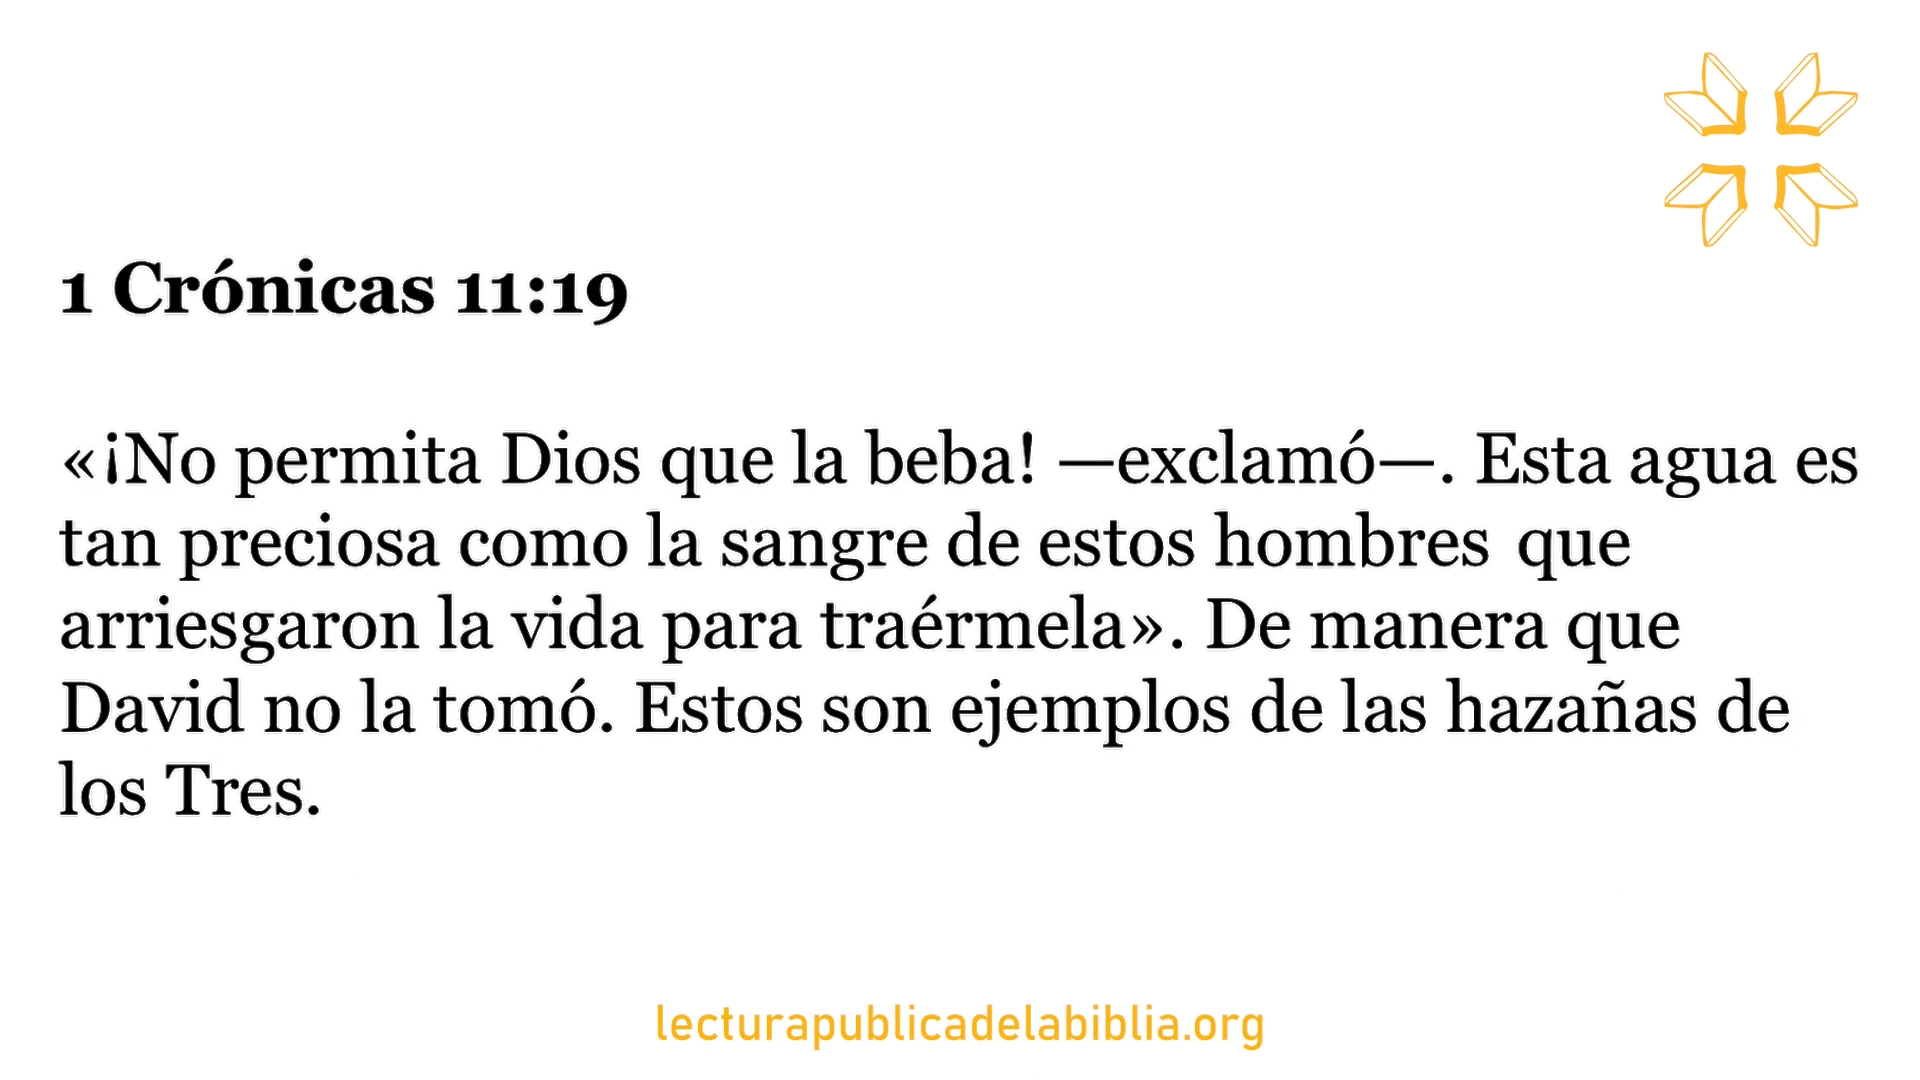 1 Crónicas 11:19
«¡No permita Dios que la beba! —exclamó—. Esta agua es
tan preciosa como la sangre de estos hombres que
arriesgaron la vida para traérmela». De manera que
David no la tomó. Estos son ejemplos de las hazañas de
los Tres.
lecturapublicadelabiblia.org